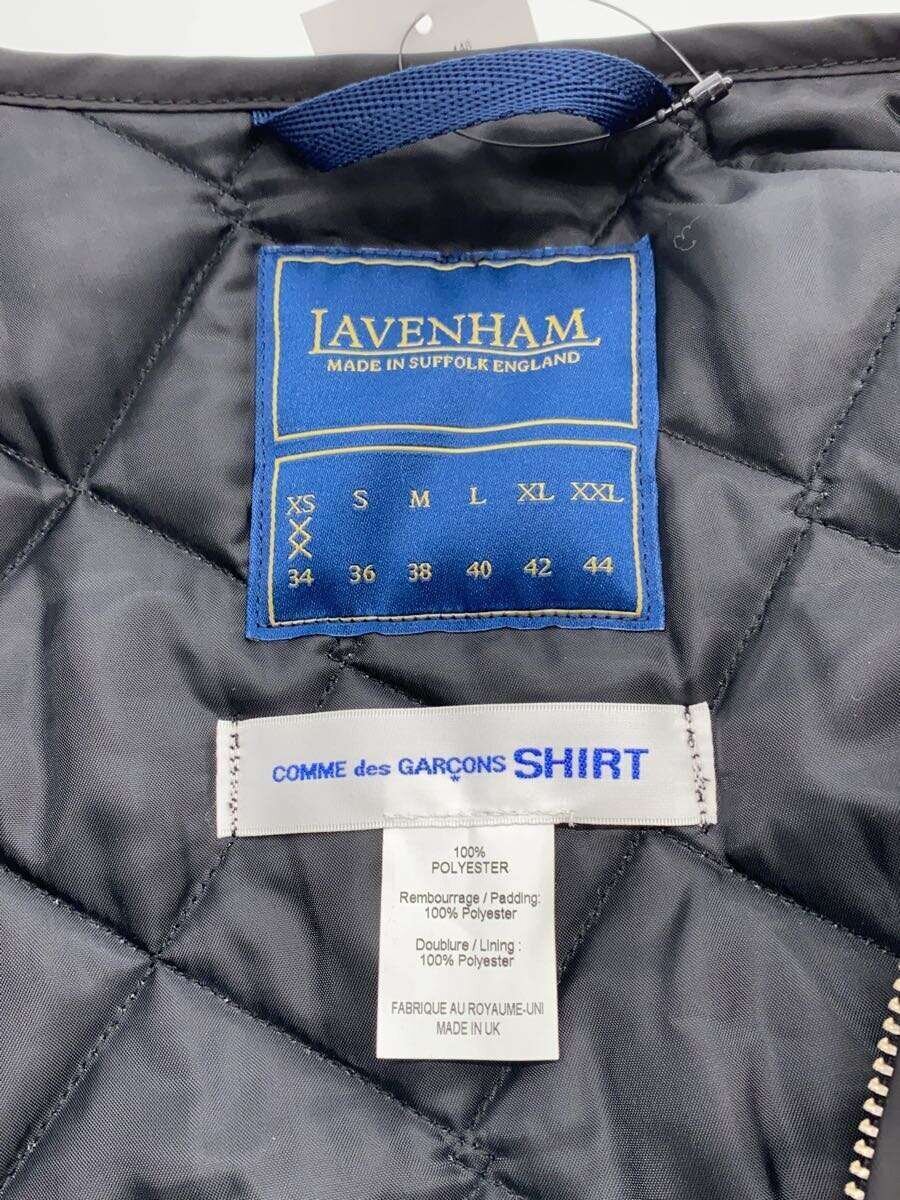 LAVENHAM
MADE IN SUFFOLK ENGLAND
XS S M L XL XXL
X
X
34 36 38 40 42 44
COMME des GARÇONS SHIRT
100%
POLYESTER
Rembourrage / Padding:
100% Polyester
Doublure / Lining :
100% Polyester
FABRIQUE AU ROYAUME-UNI
MADE IN UK